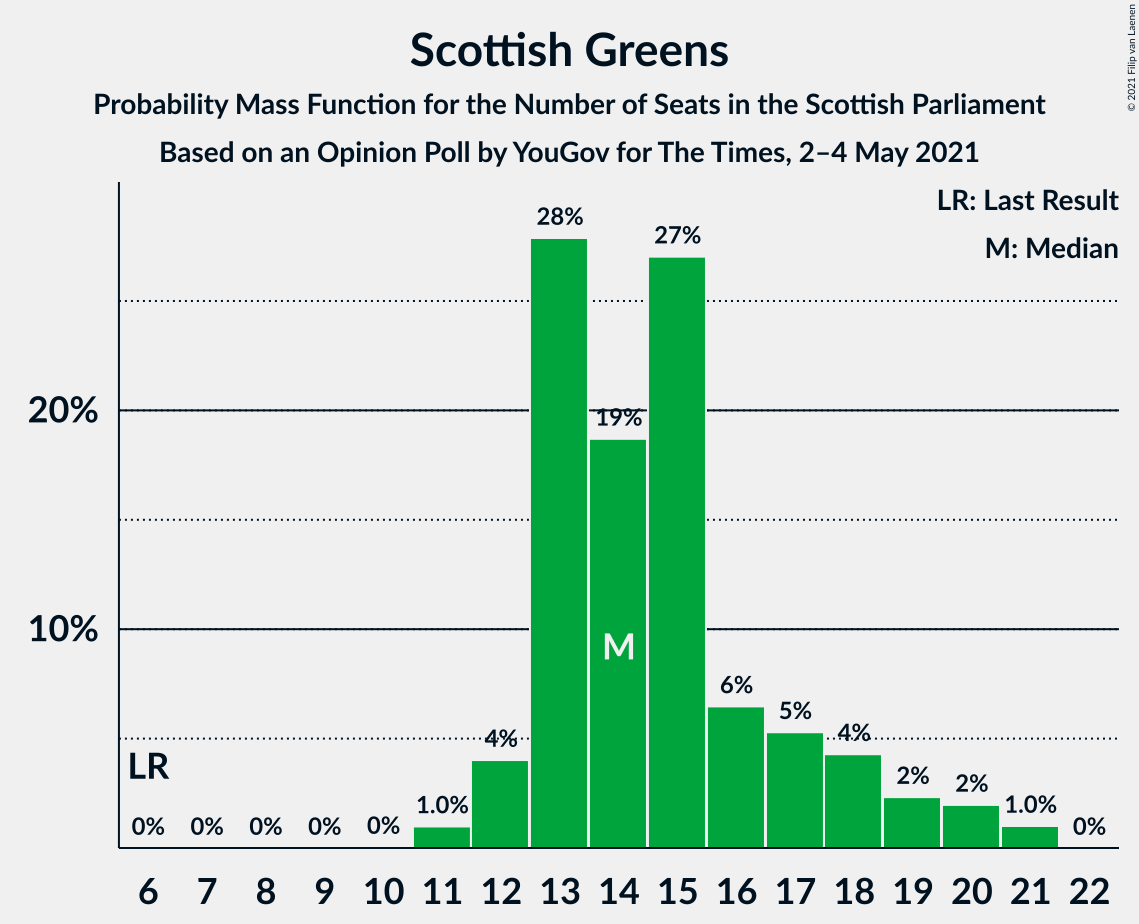 Scottish Greens
Probability Mass Function for the Number of Seats in the Scottish Parliament
Based on an Opinion Poll by YouGov for The Times, 2–4 May 2021
© 2021 Filip van Laenen
LR: Last Result
M: Median
28%
27%
20%
19%
10%
M
6%
5%
4%
4%
LR
2%
2%
1.0%
1.0%
0% 0% 0% 0% 0% 0%
6 7 8 9 10 11 12 13 14 15 16 17 18 19 20 21 22